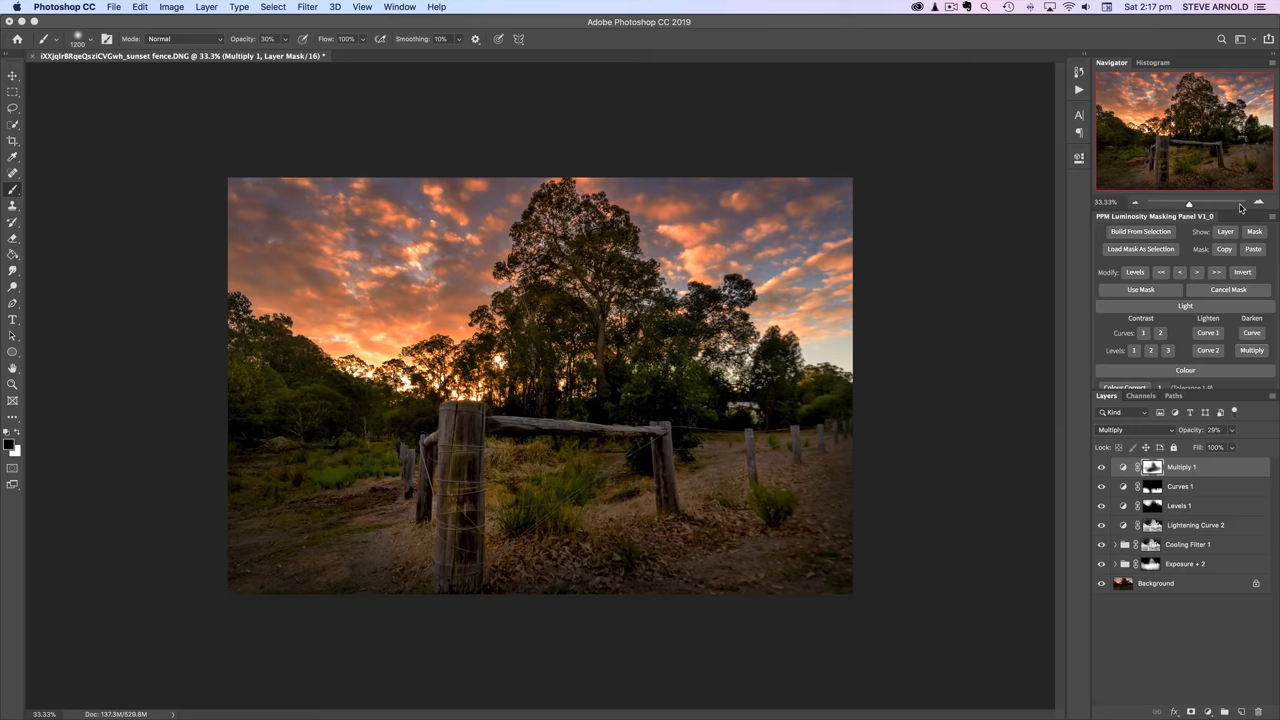 Photoshop CC File Edit Image Layer Type Select Filter 3D View Window Help Sat 2:17 pm STEVE ARNOLD
Adobe Photoshop CC 2019
1200 Mode: Normal Opacity: 30% Flow: 100% Smoothing: 10%
iXXjqlrBRqeQsziCVGwh_sunset fence.DNG @ 33.3% (Multiply 1, Layer Mask/16) *
Navigator Histogram
33.33%
PPM Luminosity Masking Panel V1_0
Build From Selection Show: Layer Mask
Load Mask As Selection Mask: Copy Paste
Modify: Levels << < > >> Invert
Use Mask Cancel Mask
Light
Contrast Lighten Darken
Curves: 1 2 Curve 1 Curve
Levels: 1 2 3 Curve 2 Multiply
Colour
Colour Correct 1
Layers Channels Paths
Kind
Multiply Opacity: 29%
Lock: Fill: 100%
Multiply 1
Curves 1
Levels 1
Lightening Curve 2
Cooling Filter 1
Exposure + 2
Background
33.33% Doc: 137.3M/529.8M